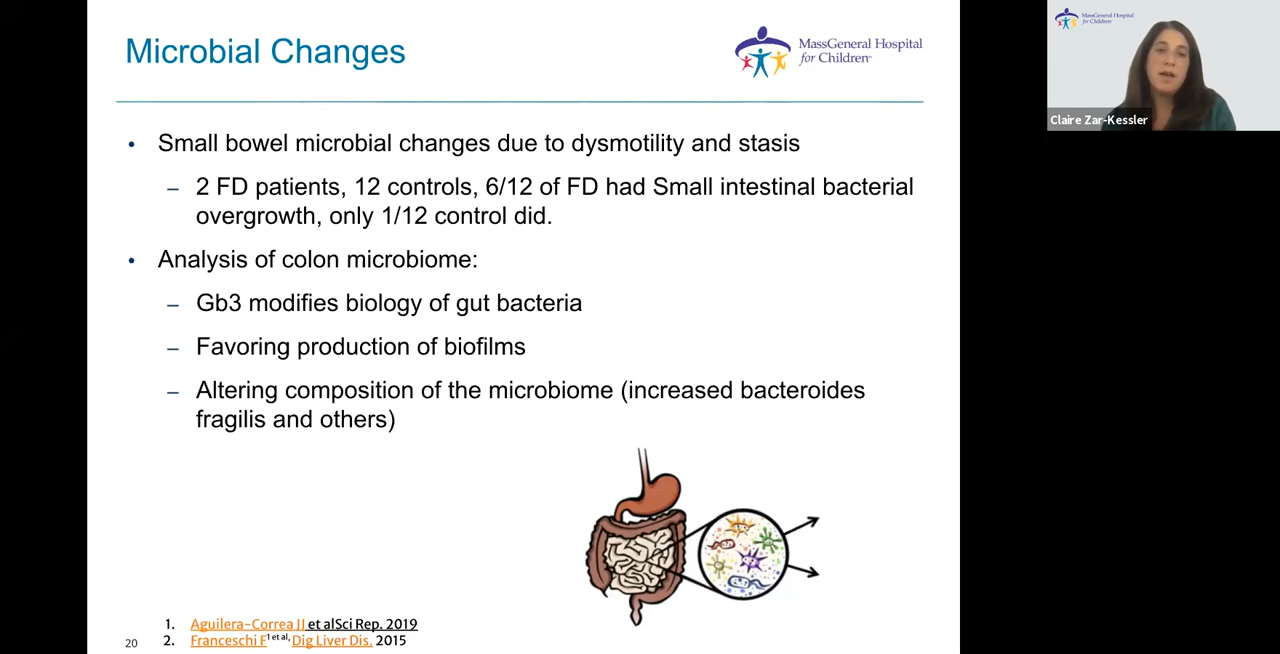 Microbial Changes
MassGeneral Hospital
for Children™
• Small bowel microbial changes due to dysmotility and stasis
– 2 FD patients, 12 controls, 6/12 of FD had Small intestinal bacterial
overgrowth, only 1/12 control did.
• Analysis of colon microbiome:
– Gb3 modifies biology of gut bacteria
– Favoring production of biofilms
– Altering composition of the microbiome (increased bacteroides
fragilis and others)
1. Aguilera-Correa JJ et alSci Rep. 2019
2. Franceschi F1 et al, Dig Liver Dis. 2015
20
MassGeneral Hospital
for Children
Claire Zar-Kessler